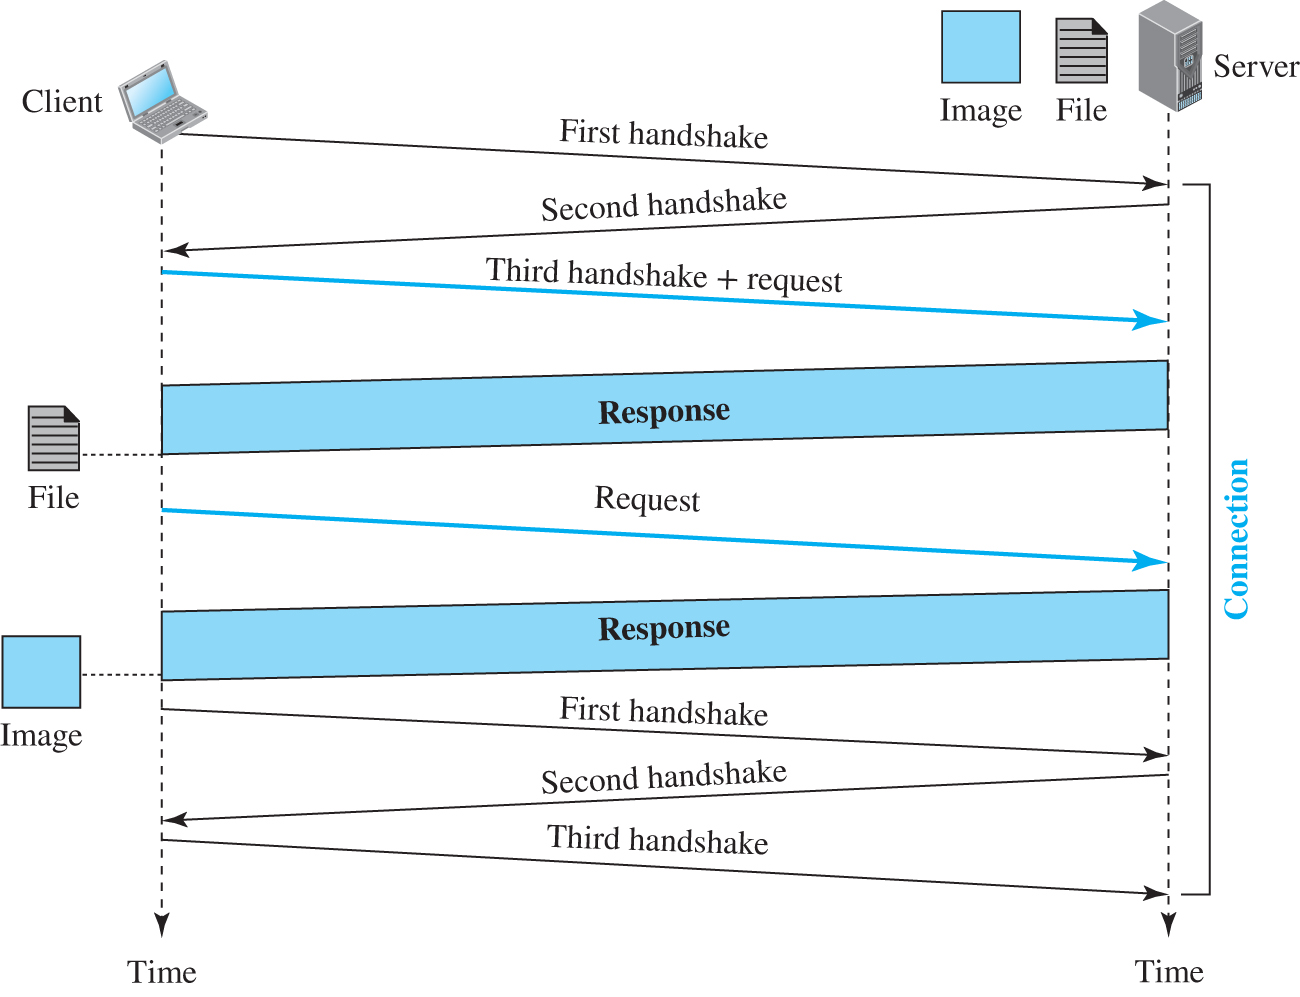 Client
Image
File
Server
First handshake
Second handshake
Third handshake + request
Response
File
Request
Connection
Response
Image
First handshake
Second handshake
Third handshake
Time
Time